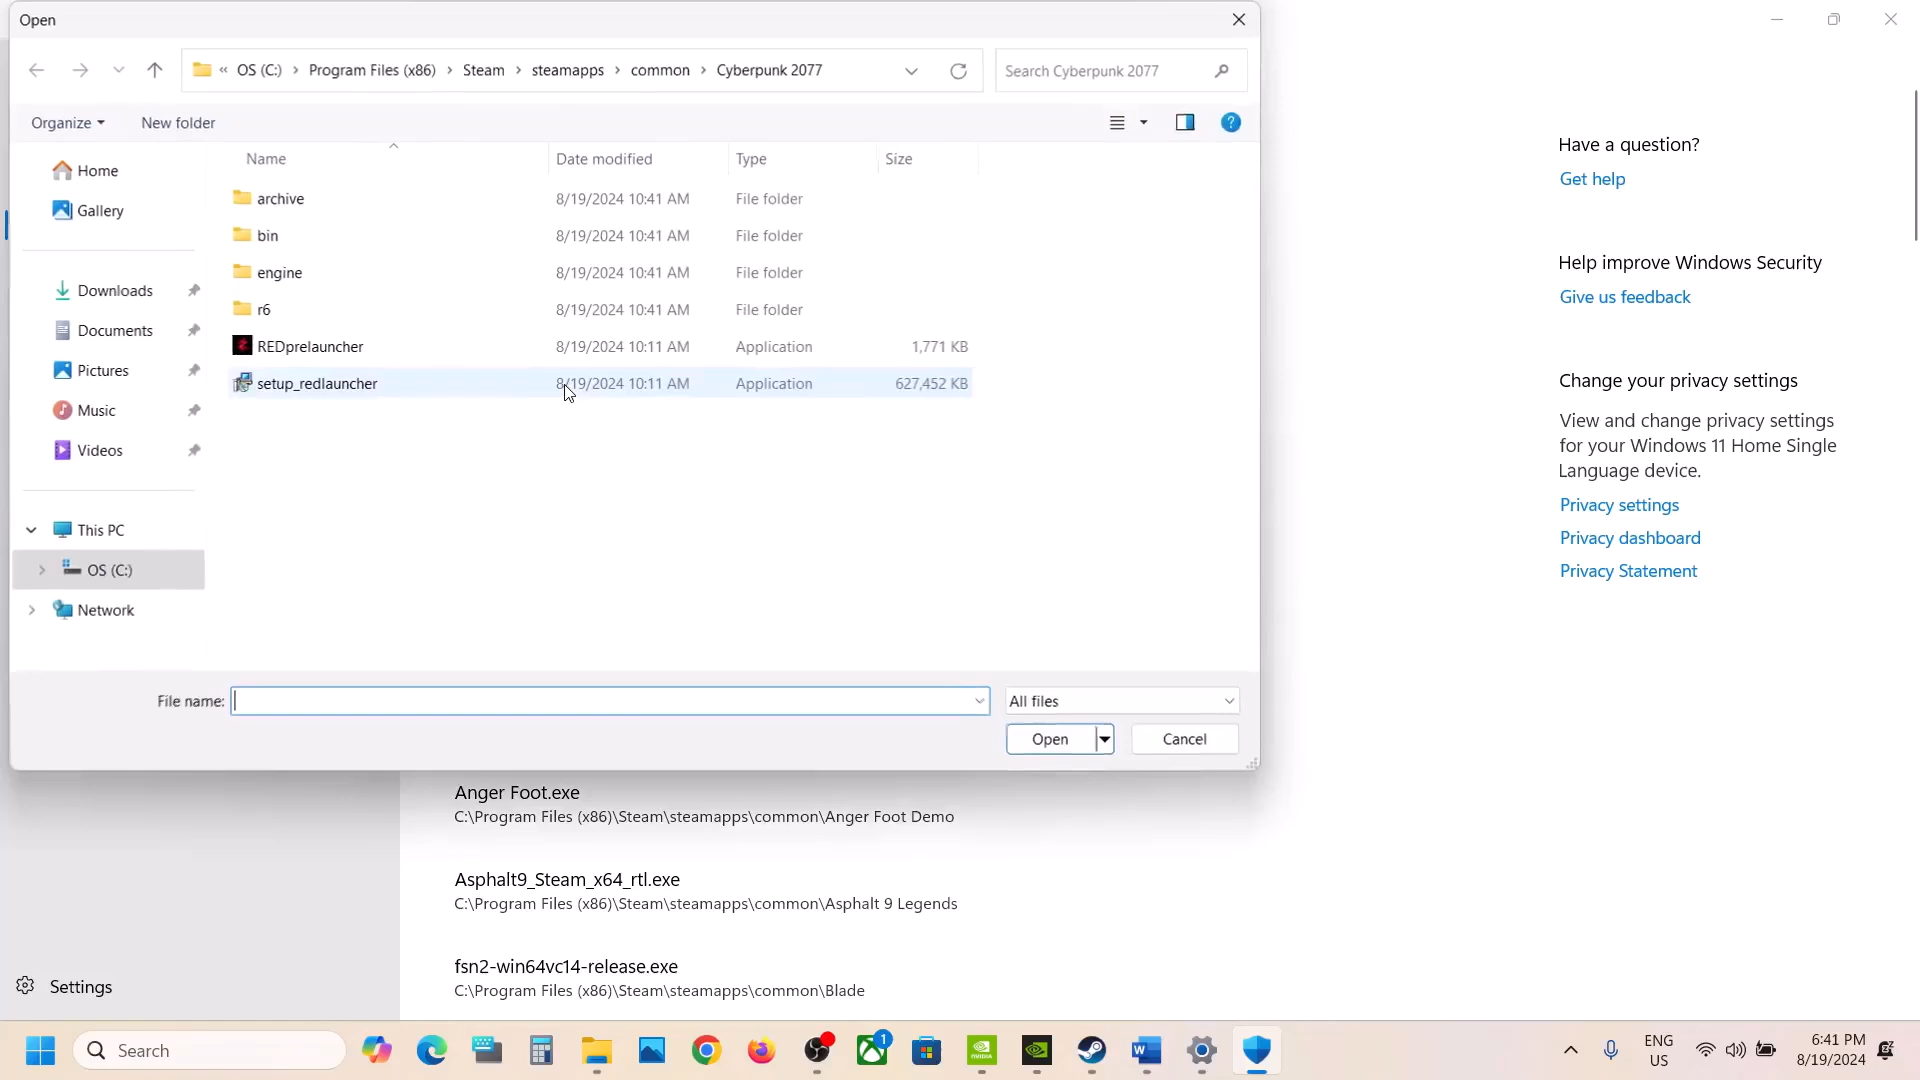 Open
« OS (C:) › Program Files (x86) › Steam › steamapps › common › Cyberpunk 2077
Search Cyberpunk 2077
Organize
New folder
Name
Date modified
Type
Size
Home
Gallery
Downloads
Documents
Pictures
Music
Videos
This PC
OS (C:)
Network
archive 8/19/2024 10:41 AM File folder
bin 8/19/2024 10:41 AM File folder
engine 8/19/2024 10:41 AM File folder
r6 8/19/2024 10:41 AM File folder
REDprelauncher 8/19/2024 10:11 AM Application 1,771 KB
setup_redlauncher 8/19/2024 10:11 AM Application 627,452 KB
File name:
All files
Open
Cancel
Have a question?
Get help
Help improve Windows Security
Give us feedback
Change your privacy settings
View and change privacy settings
for your Windows 11 Home Single
Language device.
Privacy settings
Privacy dashboard
Privacy Statement
Anger Foot.exe
C:\Program Files (x86)\Steam\steamapps\common\Anger Foot Demo
Asphalt9_Steam_x64_rtl.exe
C:\Program Files (x86)\Steam\steamapps\common\Asphalt 9 Legends
fsn2-win64vc14-release.exe
C:\Program Files (x86)\Steam\steamapps\common\Blade
Settings
Search
1
ENG
US
6:41 PM
8/19/2024